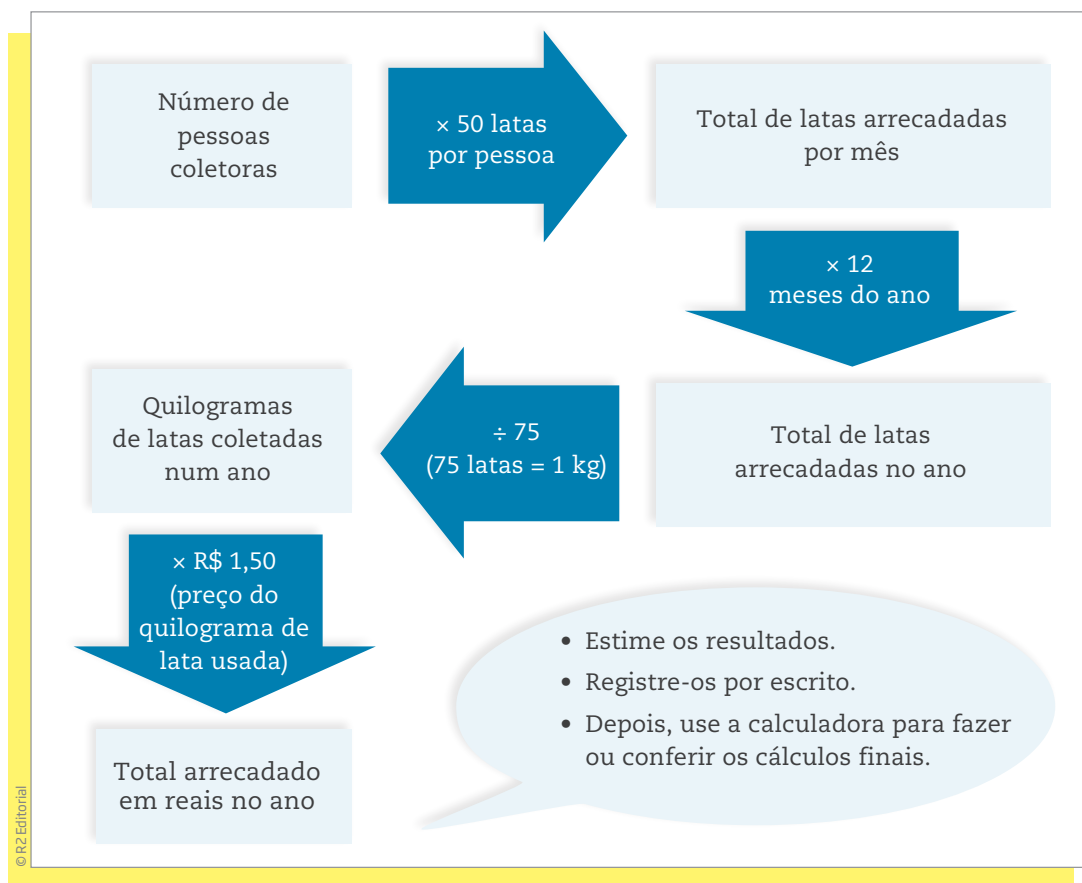 Número de
pessoas
coletoras
× 50 latas
por pessoa
Total de latas arrecadadas
por mês
× 12
meses do ano
Total de latas
arrecadadas no ano
÷ 75
(75 latas = 1 kg)
Quilogramas
de latas coletadas
num ano
× R$ 1,50
(preço do
quilograma de
lata usada)
Total arrecadado
em reais no ano
• Estime os resultados.
• Registre-os por escrito.
• Depois, use a calculadora para fazer
ou conferir os cálculos finais.
© R2 Editorial